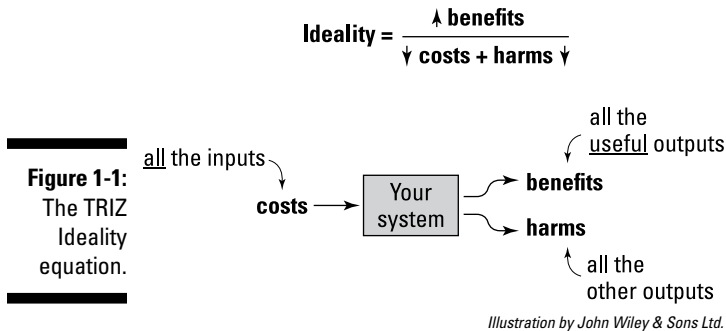 Ideality = ↑ benefits
↓ costs + harms ↓
all the
useful outputs
all the inputs
benefits
Your
system
costs
harms
all the
other outputs
Figure 1-1:
The TRIZ
Ideality
equation.
Illustration by John Wiley & Sons Ltd.